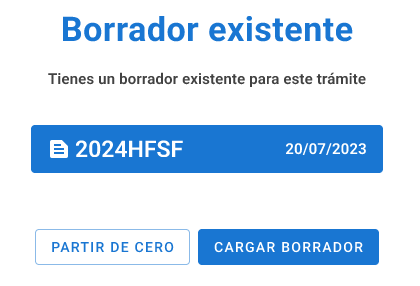 Borrador existente
Tienes un borrador existente para este trámite
2024HFSF 20/07/2023
PARTIR DE CERO CARGAR BORRADOR